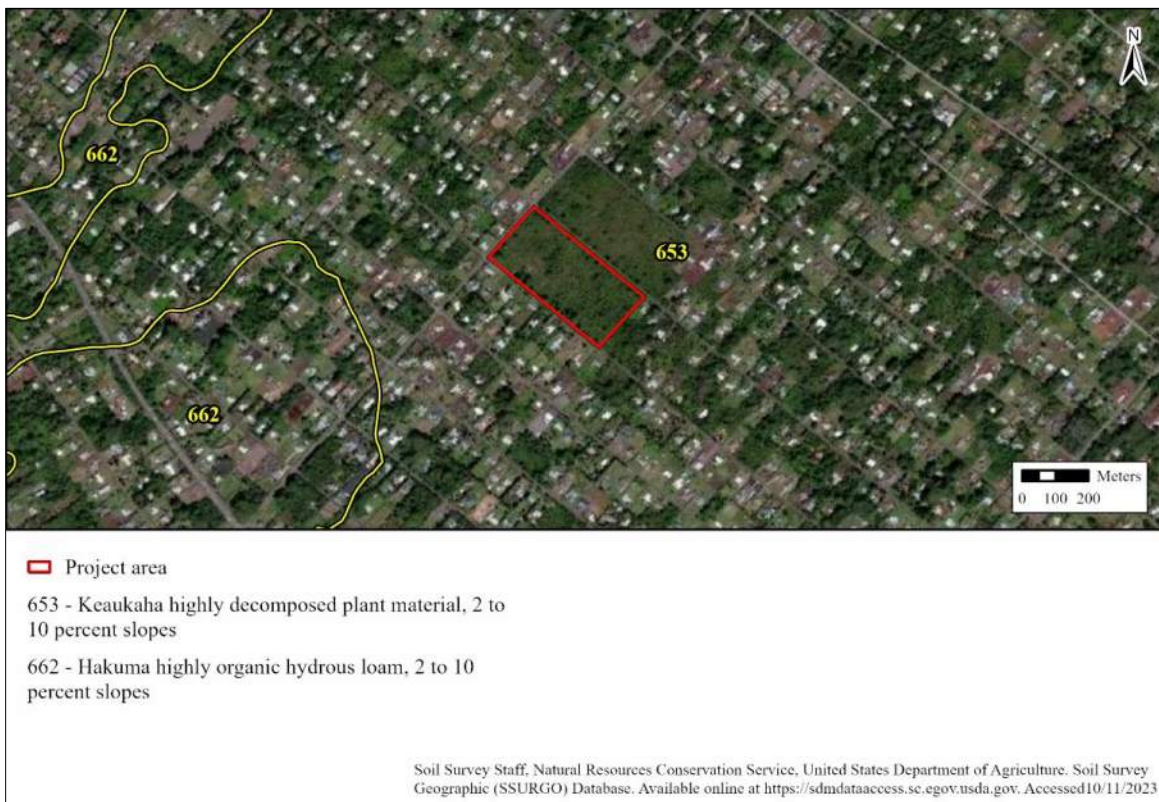 N
662
653
662
Meters
0 100 200
Project area
653 - Keaukaha highly decomposed plant material, 2 to
10 percent slopes
662 - Hakuma highly organic hydrous loam, 2 to 10
percent slopes
Soil Survey Staff, Natural Resources Conservation Service, United States Department of Agriculture. Soil Survey
Geographic (SSURGO) Database. Available online at https://sdmdataaccess.sc.egov.usda.gov. Accessed10/11/2023